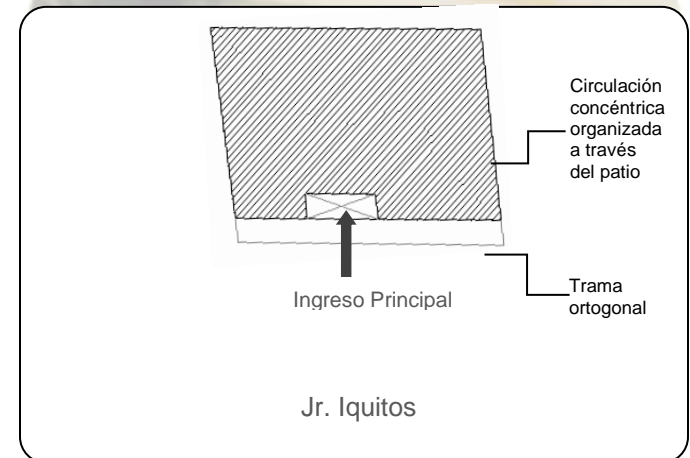 Circulación
concéntrica
organizada
a través
del patio
Ingreso Principal
Trama
ortogonal
Jr. Iquitos